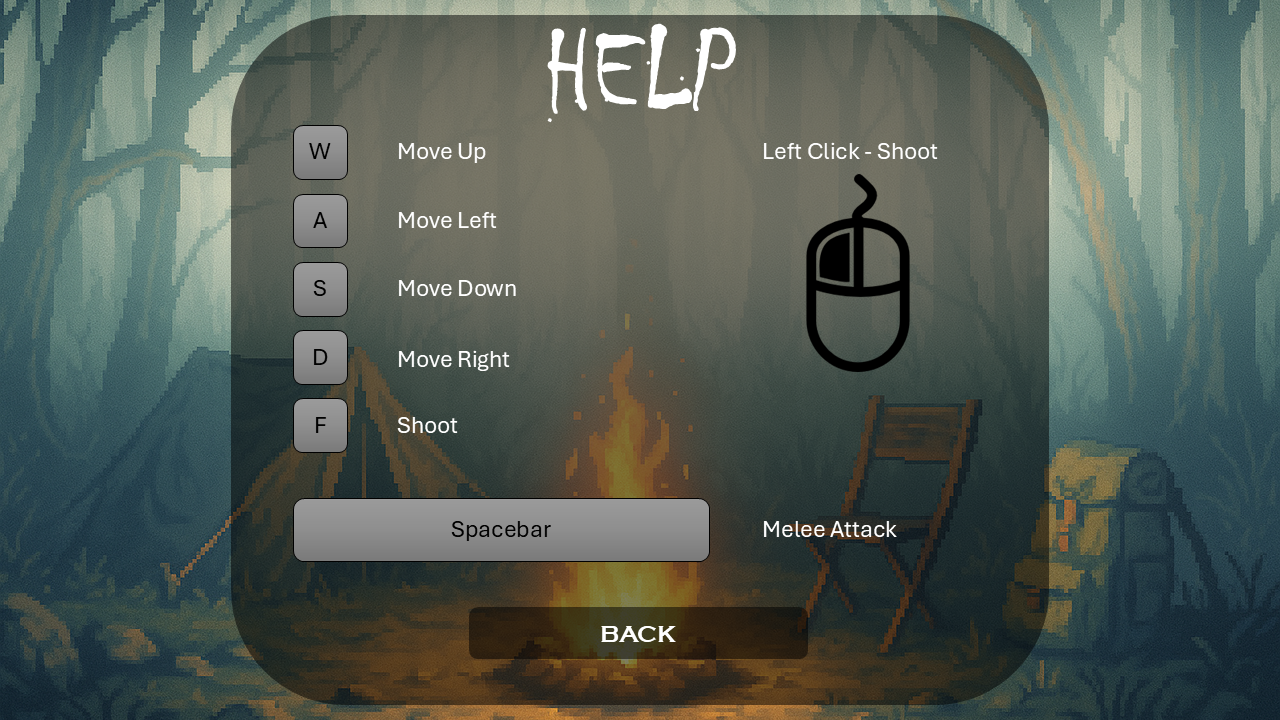 HELP
W Move Up Left Click - Shoot
A Move Left
S Move Down
D Move Right
F Shoot
Spacebar Melee Attack
BACK